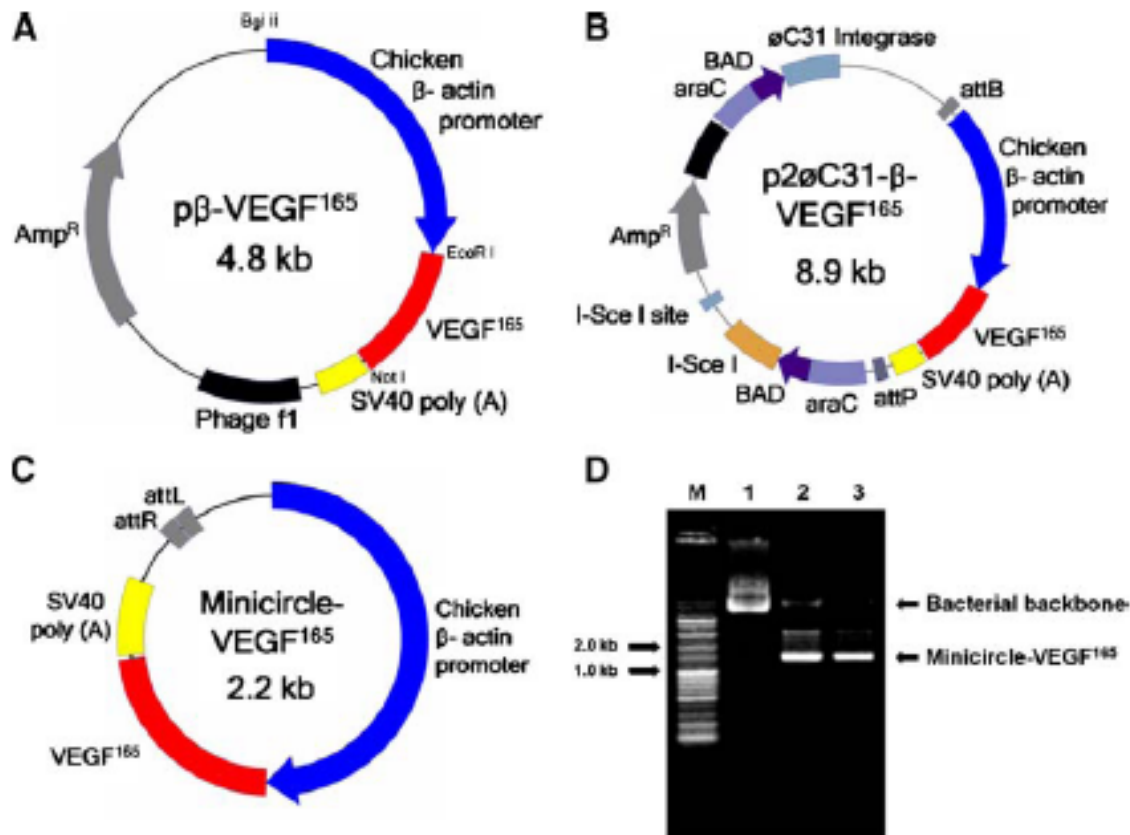 A
Bgl II
Chicken
β- actin
promoter
pβ-VEGF165
4.8 kb
AmpR
EcoR I
VEGF165
Not I
SV40 poly (A)
Phage f1
B
øC31 Integrase
BAD
araC
attB
Chicken
β- actin
promoter
p2øC31-β-
VEGF165
8.9 kb
AmpR
I-Sce I site
I-Sce I
VEGF165
SV40 poly (A)
BAD
araC
attP
C
attL
attR
SV40
poly (A)
Minicircle-
VEGF165
2.2 kb
Chicken
β- actin
promoter
VEGF165
D
M 1 2 3
Bacterial backbone
2.0 kb
Minicircle-VEGF165
1.0 kb